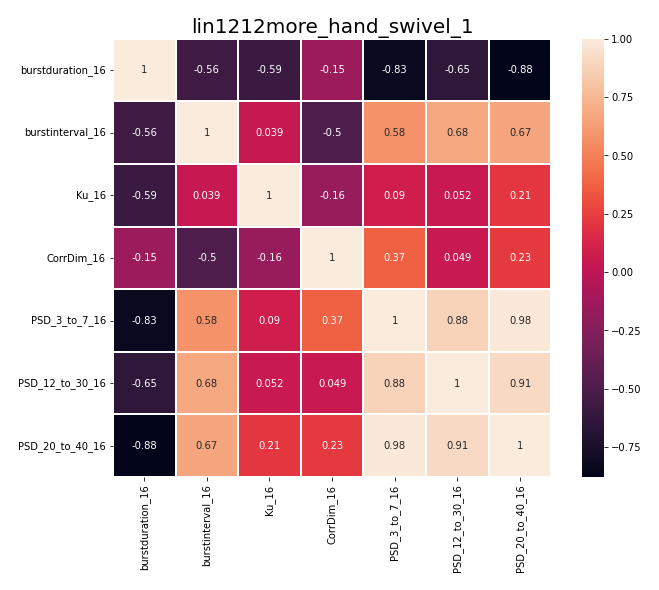 lin1212more_hand_swivel_1
burstduration_16 1 -0.56 -0.59 -0.15 -0.83 -0.65 -0.88
burstinterval_16 -0.56 1 0.039 -0.5 0.58 0.68 0.67
Ku_16 -0.59 0.039 1 -0.16 0.09 0.052 0.21
CorrDim_16 -0.15 -0.5 -0.16 1 0.37 0.049 0.23
PSD_3_to_7_16 -0.83 0.58 0.09 0.37 1 0.88 0.98
PSD_12_to_30_16 -0.65 0.68 0.052 0.049 0.88 1 0.91
PSD_20_to_40_16 -0.88 0.67 0.21 0.23 0.98 0.91 1
burstduration_16
burstinterval_16
Ku_16
CorrDim_16
PSD_3_to_7_16
PSD_12_to_30_16
PSD_20_to_40_16
1.00
0.75
0.50
0.25
0.00
−0.25
−0.50
−0.75